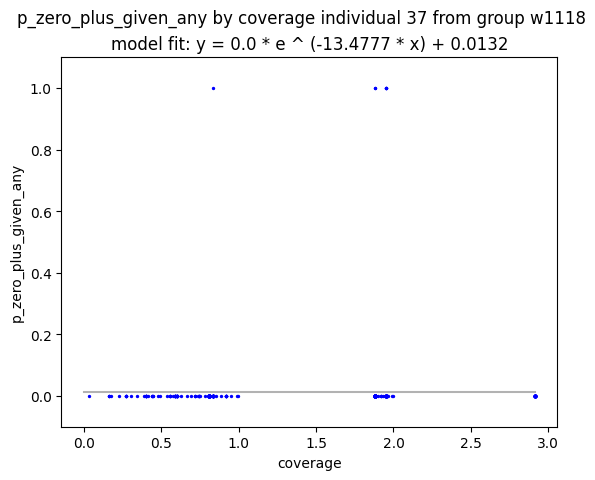 p_zero_plus_given_any by coverage individual 37 from group w1118
model fit: y = 0.0 * e ^ (-13.4777 * x) + 0.0132
1.0
0.8
0.6
0.4
0.2
0.0
p_zero_plus_given_any
0.0 0.5 1.0 1.5 2.0 2.5 3.0
coverage